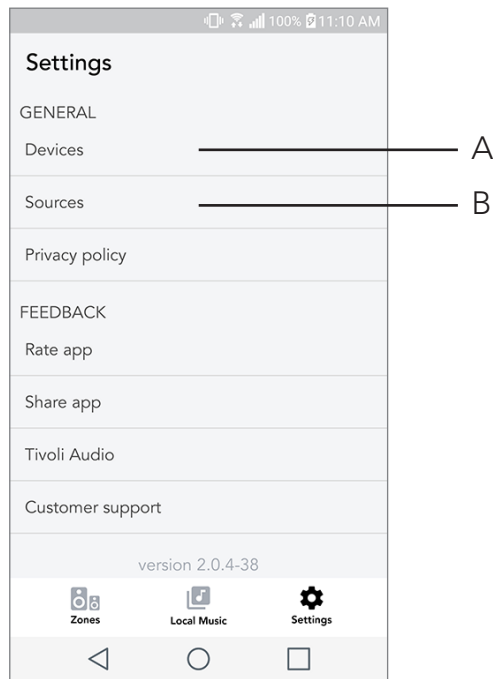 100% 11:10 AM
Settings
GENERAL
Devices
A
Sources
B
Privacy policy
FEEDBACK
Rate app
Share app
Tivoli Audio
Customer support
version 2.0.4-38
Zones
Local Music
Settings